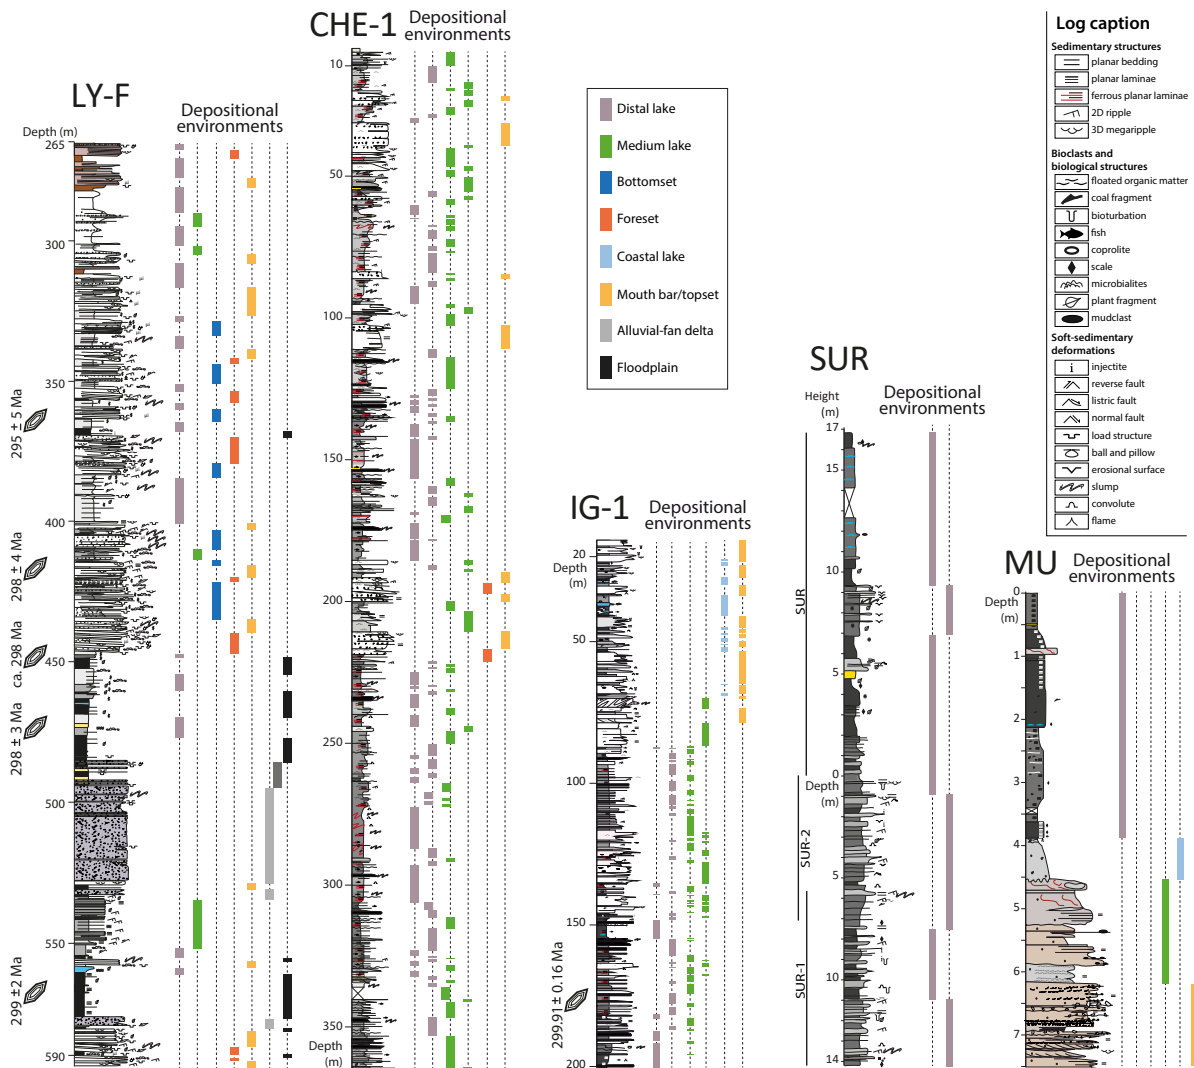 LY-F
Depositional
environments
Depth (m)
265
300
350
400
450
500
550
590
295 ± 5 Ma
298 ± 4 Ma
ca. 298 Ma
298 ± 3 Ma
299 ±2 Ma
CHE-1
Depositional
environments
10
50
100
150
200
250
300
350
Depth
(m)
Distal lake
Medium lake
Bottomset
Foreset
Coastal lake
Mouth bar/topset
Alluvial-fan delta
Floodplain
IG-1
Depositional
environments
20
Depth
(m)
50
100
150
200
299.91± 0.16 Ma
SUR
Depositional
environments
Height
(m)
17
15
10
5
0
Depth
(m)
5
10
14
SUR
SUR-2
SUR-1
MU
Depositional
environments
0
Depth
(m)
1
2
3
4
5
6
7
Log caption
Sedimentary structures
planar bedding
planar laminae
ferrous planar laminae
2D ripple
3D megaripple
Bioclasts and
biological structures
floated organic matter
coal fragment
bioturbation
fish
coprolite
scale
microbialites
plant fragment
mudclast
Soft-sedimentary
deformations
i
injectite
reverse fault
listric fault
normal fault
load structure
ball and pillow
erosional surface
slump
convolute
flame